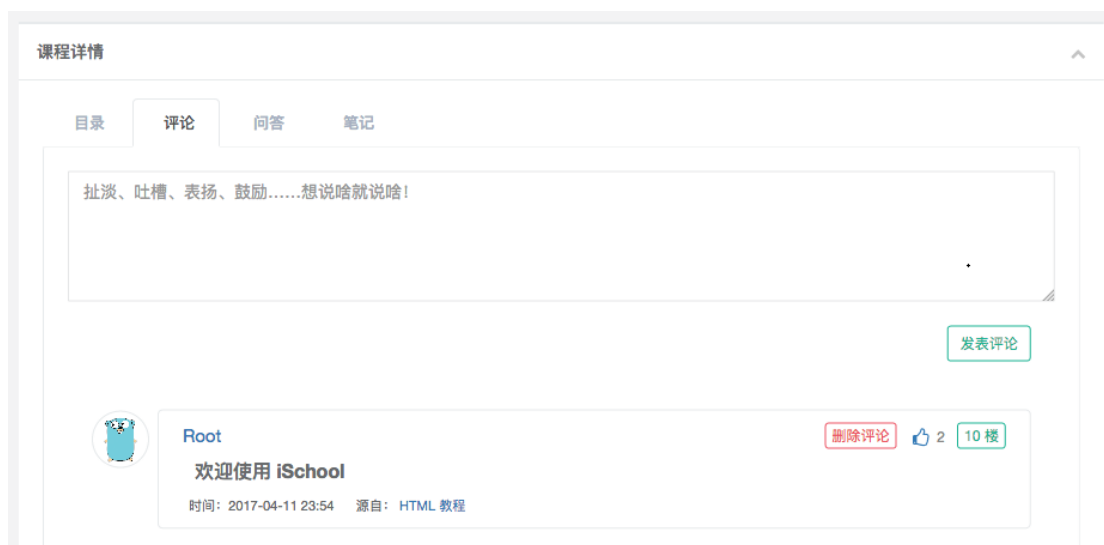 课程详情
目录 评论 问答 笔记
扯淡、吐槽、表扬、鼓励......想说啥就说啥!
发表评论
Root 删除评论 2 10 楼
欢迎使用 iSchool
时间：2017-04-11 23:54 源自： HTML 教程